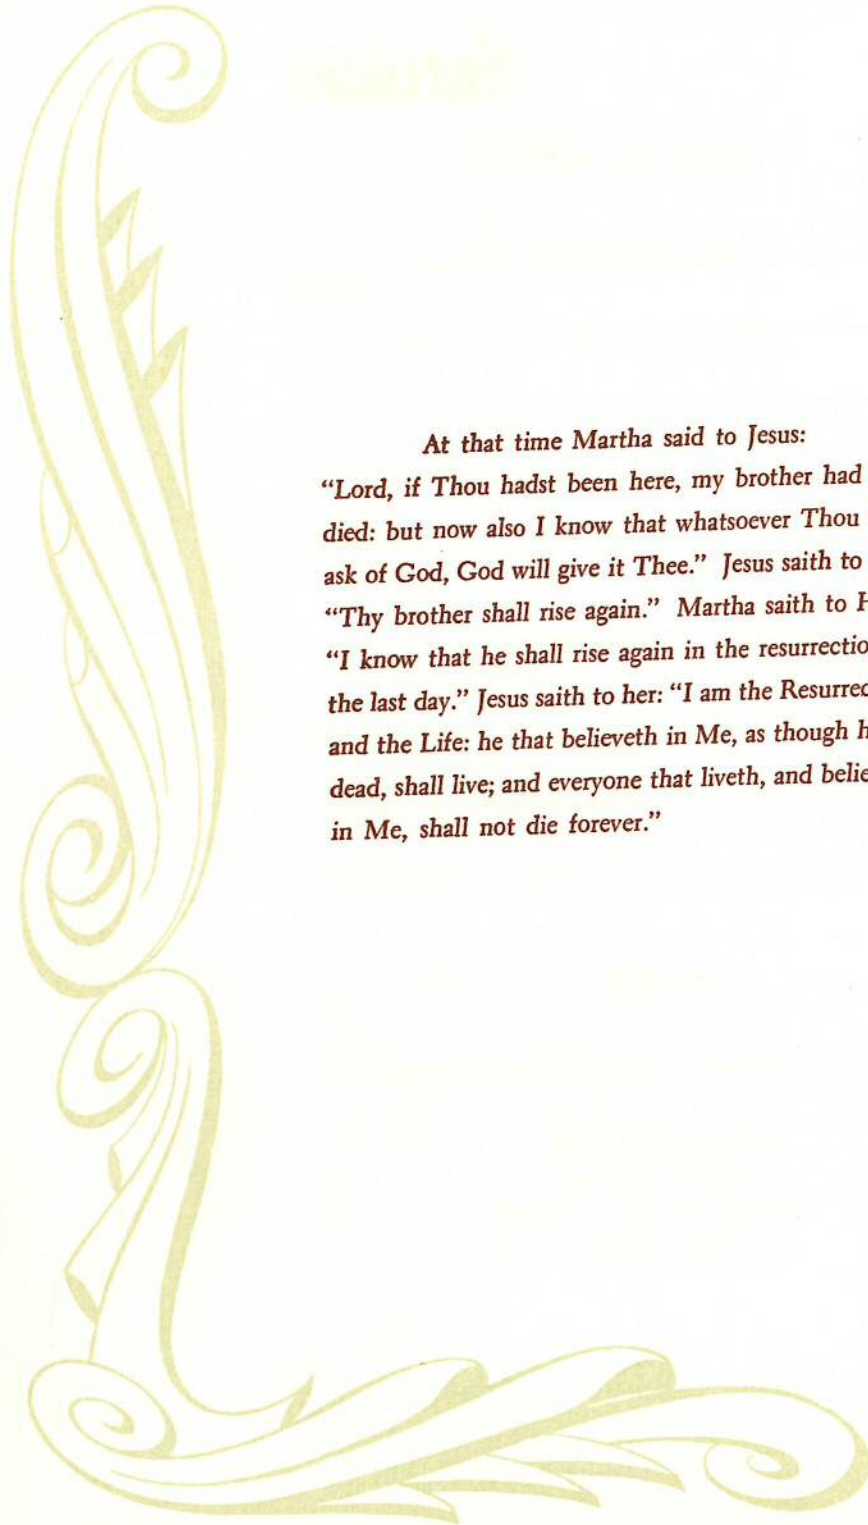 At that time Martha said to Jesus:
“Lord, if Thou hadst been here, my brother had
died: but now also I know that whatsoever Thou
ask of God, God will give it Thee.” Jesus saith to
“Thy brother shall rise again.” Martha saith to
“I know that he shall rise again in the
the last day.” Jesus saith to her: “I am the
and the Life: he that believeth in Me, as though
dead, shall live; and everyone that liveth, and
in Me, shall not die forever.”